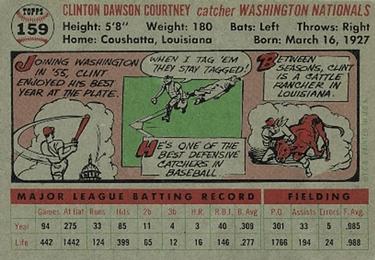 TOPPS
159
CLINTON DAWSON COURTNEY catcher WASHINGTON NATIONALS
Height: 5'8" Weight: 180 Bats: Left Throws: Right
Home: Coushatta, Louisiana Born: March 16, 1927
JOINING WASHINGTON
IN '55, CLINT
ENJOYED HIS BEST
YEAR AT THE PLATE.
WHEN I TAG 'EM
THEY STAY TAGGED!
HE'S ONE OF THE
BEST DEFENSIVE
CATCHERS IN
BASEBALL
BETWEEN
SEASONS, CLINT
IS A CATTLE
RANCHER IN
LOUISIANA.
MAJOR LEAGUE BATTING RECORD FIELDING
Games At Bat Runs Hits 2b 3b H.R. R.B.I. B. Avg. P.O. Assists Errors F. Avg.
Year 94 275 33 85 11 4 3 40 .309 301 33 5 .985
Life 442 1442 124 399 65 12 16 146 .277 1766 194 24 .988